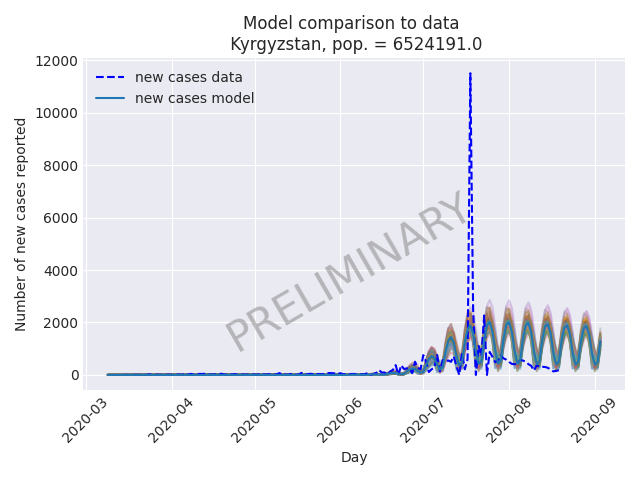 Model comparison to data
Kyrgyzstan, pop. = 6524191.0
12000
10000
8000
6000
4000
2000
0
Number of new cases reported
new cases data
new cases model
PRELIMINARY
2020-03
2020-04
2020-05
2020-06
2020-07
2020-08
2020-09
Day